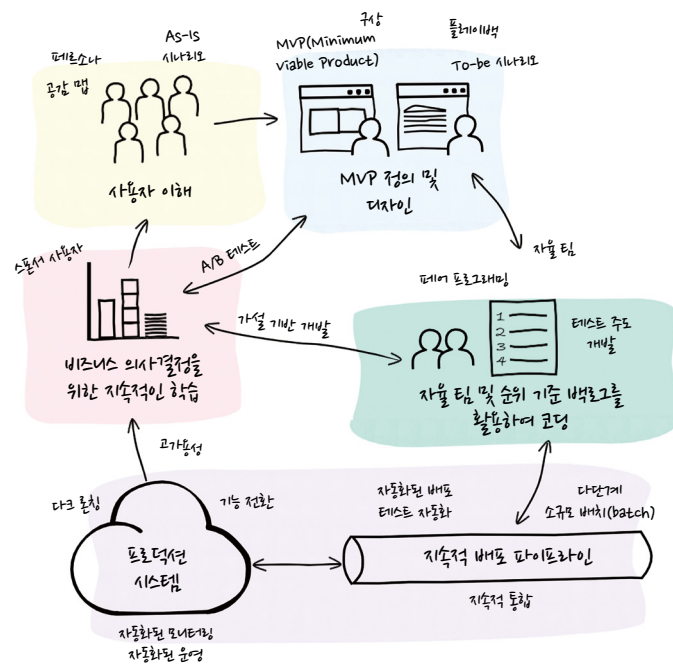 페르소나
공감 맵
As-Is
시나리오
사용자 이해
구상
MVP(Minimum
Viable Product)
플레이백
To-be 시나리오
MVP 정의 및
디자인
스폰서 사용자
A/B 테스트
비즈니스 의사결정을
위한 지속적인 학습
가설 기반 개발
자율 팀
페어 프로그래밍
1
2
3
4
테스트 주도
개발
자율 팀 및 순위 기준 백로그를
활용하여 코딩
고가용성
다크 론칭
기능 전환
프로덕션
시스템
자동화된 모니터링
자동화된 운영
자동화된 배포
테스트 자동화
다단계
소규모 배치(batch)
지속적 배포 파이프라인
지속적 통합